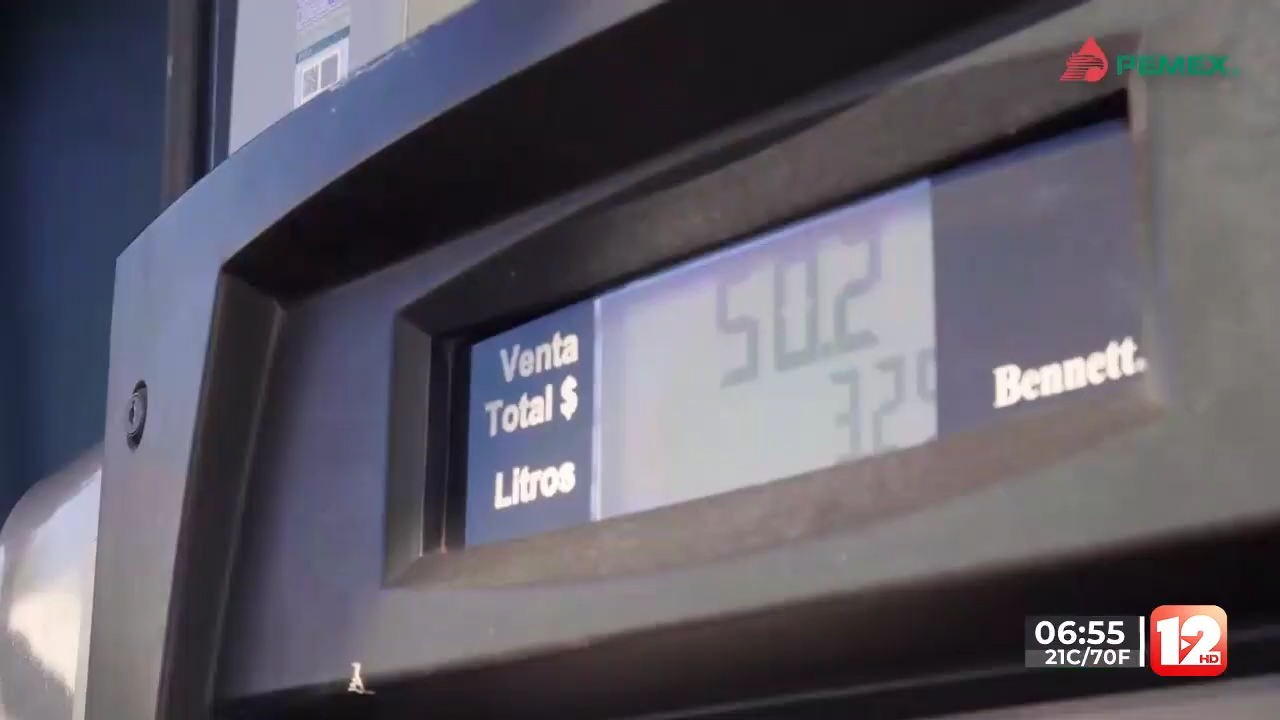 PEMEX
50.2
Venta
Total $
Bennett.
Litros
06:55
21C/70F
12
HD